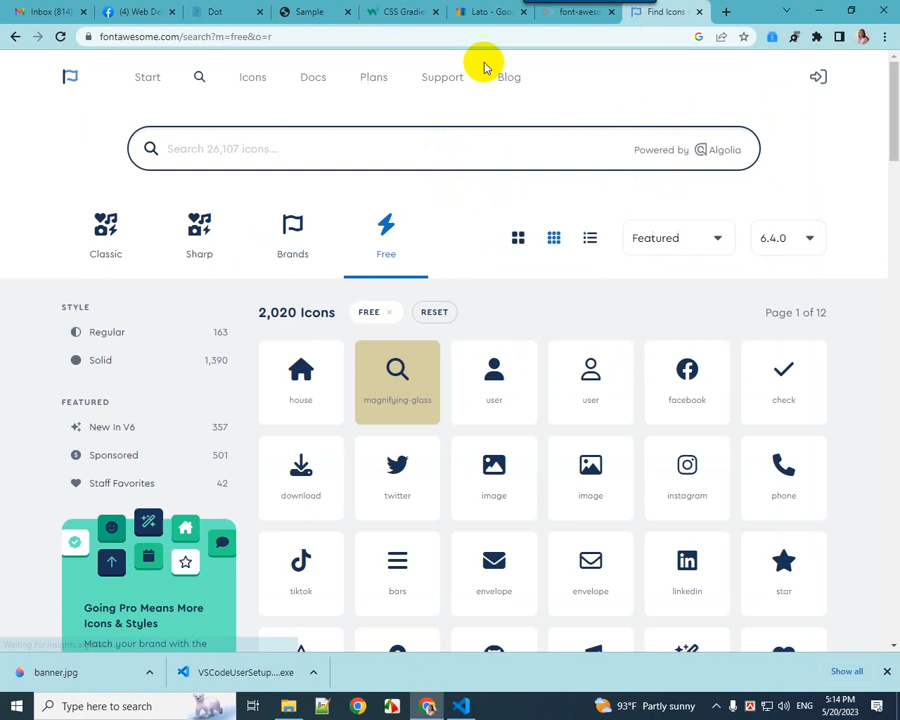 Inbox (814)
(4) Web De
Dot
Sample
CSS Gradie
Lato - Goo
font-aweso
Find Icons
fontawesome.com/search?m=free&o=r
Start
Icons
Docs
Plans
Support
Blog
Search 26,107 icons....
Powered by Algolia
Classic
Sharp
Brands
Free
Featured
6.4.0
STYLE
Regular 163
Solid 1,390
FEATURED
New In V6 357
Sponsored 501
Staff Favorites 42
Going Pro Means More
Icons & Styles
Match your brand with the
2,020 Icons
FREE ×
RESET
Page 1 of 12
house
magnifying-glass
user
user
facebook
check
download
twitter
image
image
instagram
phone
tiktok
bars
envelope
envelope
linkedin
star
banner.jpg
VSCodeUserSetup....exe
Show all
Type here to search
93°F Partly sunny
5:14 PM
5/20/2023